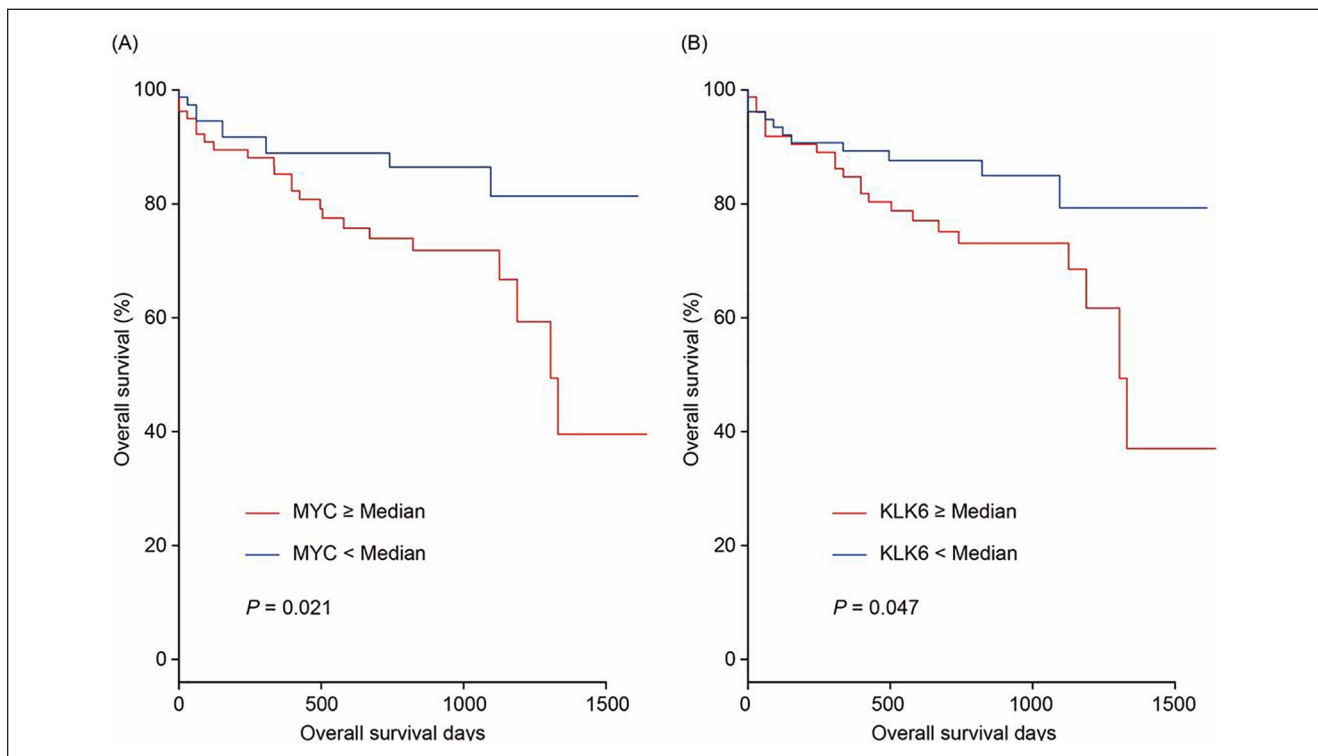 (A)
100
80
60
40
20
0
Overall survival (%)
MYC ≥ Median
MYC < Median
P = 0.021
0 500 1000 1500
Overall survival days
(B)
100
80
60
40
20
0
Overall survival (%)
KLK6 ≥ Median
KLK6 < Median
P = 0.047
0 500 1000 1500
Overall survival days